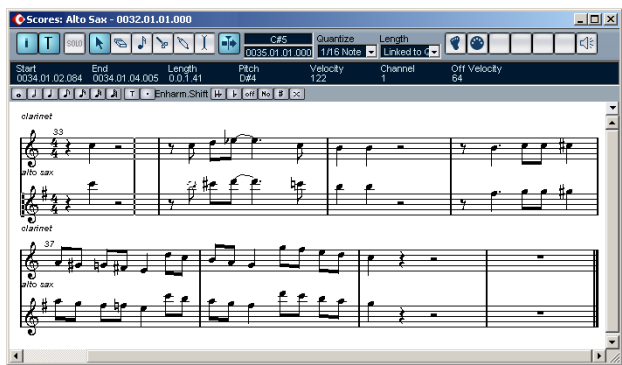 Scores: Alto Sax - 0032.01.01.000
i T SOLO C#5 Quantize Length
0035.01.01.000 1/16 Note Linked to
Start End Length Pitch Velocity Channel Off Velocity
0034.01.02.084 0034.01.04.005 0.0.1.41 D#4 122 1 64
T Enharm.Shift off No
clarinet
33
alto sax
clarinet
37
alto sax